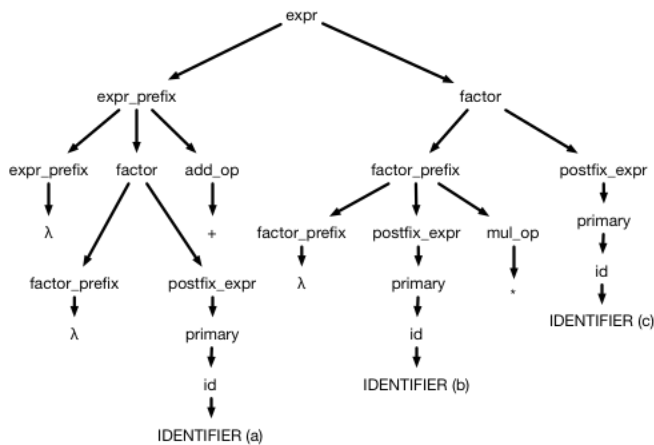 expr
expr_prefix factor
expr_prefix factor add_op factor_prefix postfix_expr
λ + factor_prefix postfix_expr mul_op primary
factor_prefix postfix_expr λ primary * id
λ primary id IDENTIFIER (c)
id IDENTIFIER (b)
IDENTIFIER (a)